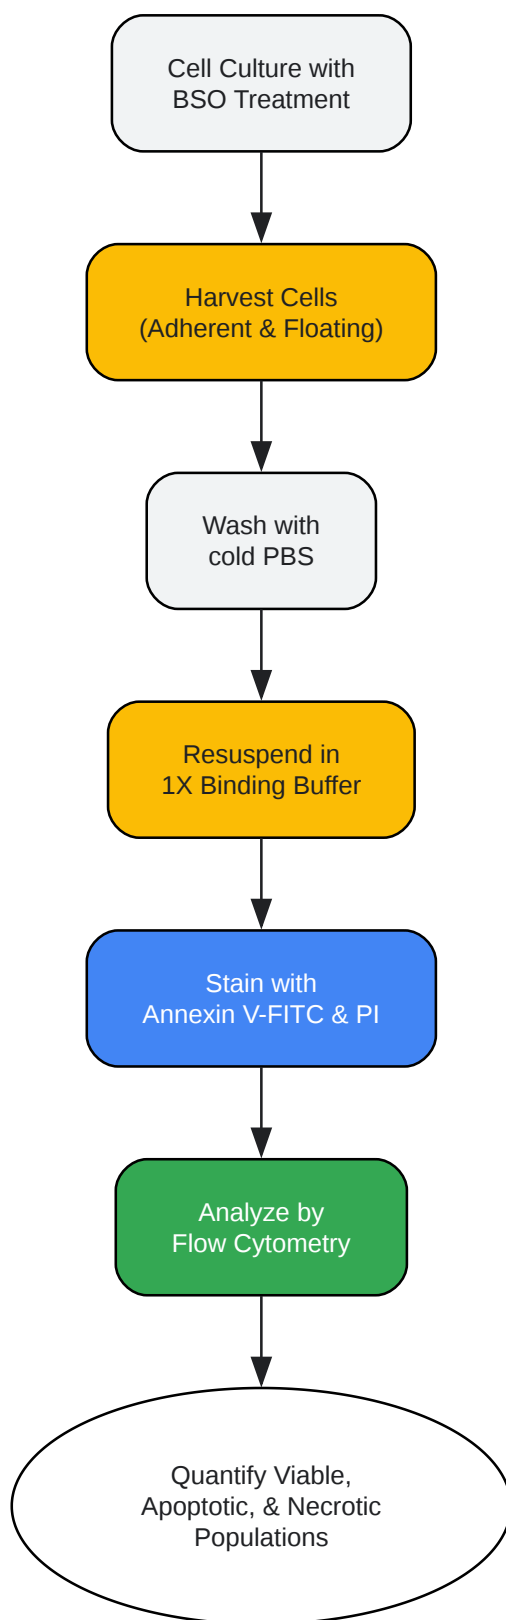 Cell Culture with
BSO Treatment
Harvest Cells
(Adherent & Floating)
Wash with
cold PBS
Resuspend in
1X Binding Buffer
Stain with
Annexin V-FITC & PI
Analyze by
Flow Cytometry
Quantify Viable,
Apoptotic, & Necrotic
Populations